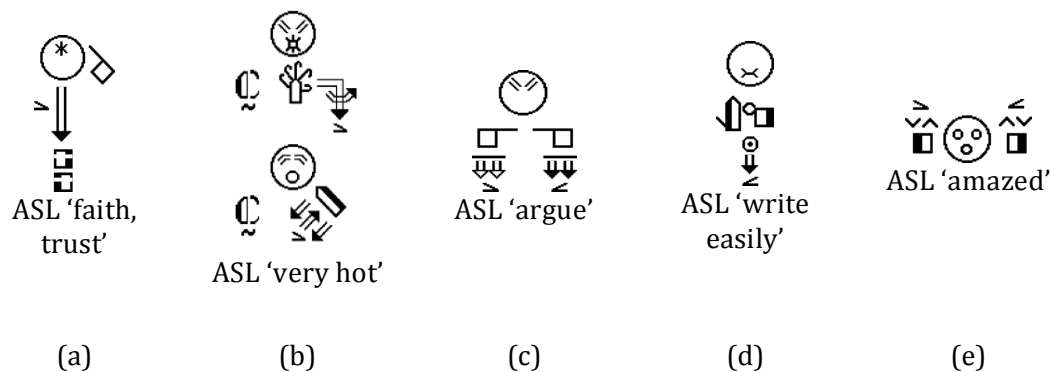 ASL ‘faith,
trust’
ASL ‘very hot’
ASL ‘argue’
ASL ‘write
easily’
ASL ‘amazed’
(a)
(b)
(c)
(d)
(e)